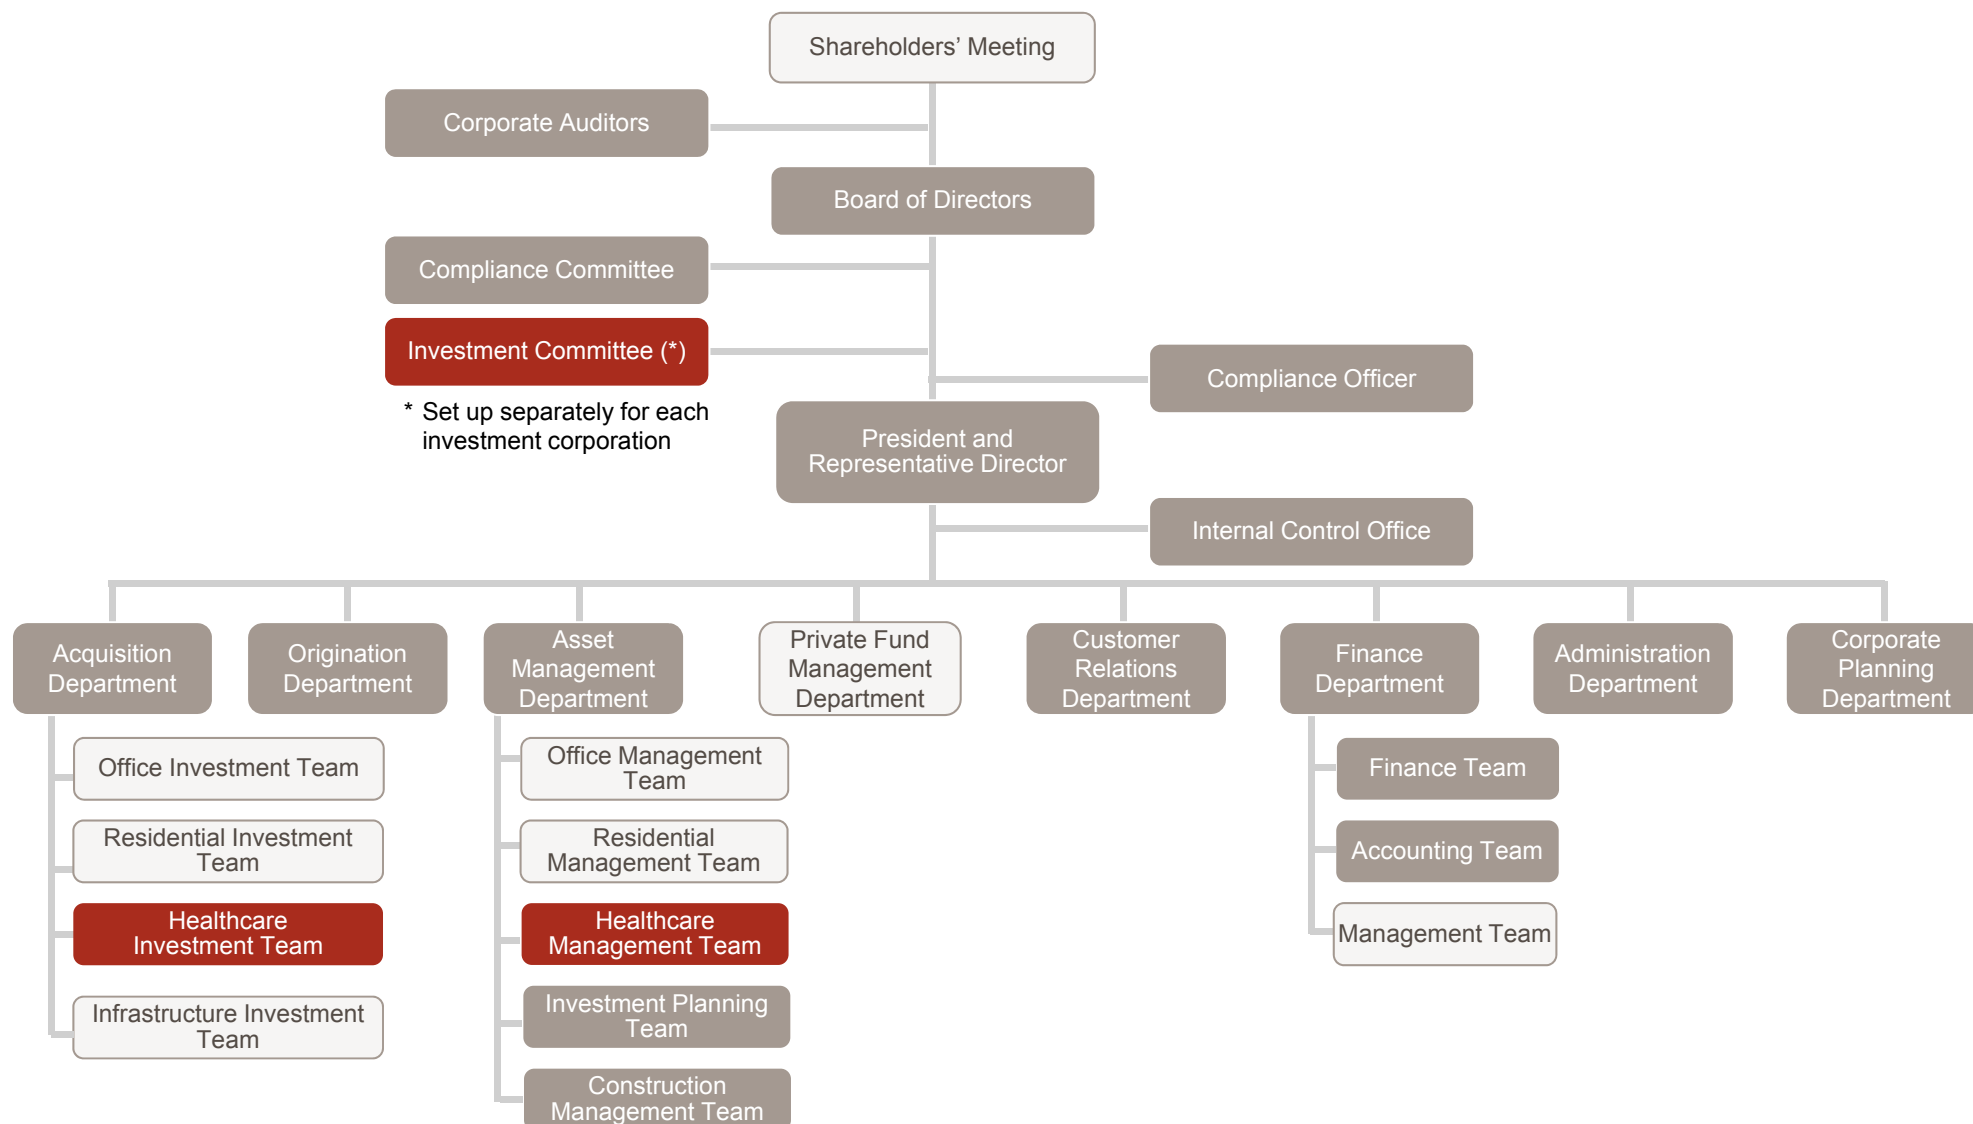 Shareholders’ Meeting
Corporate Auditors
Board of Directors
Compliance Committee
Investment Committee (*)
* Set up separately for each
investment corporation
Compliance Officer
President and
Representative Director
Internal Control Office
Acquisition
Department
Origination
Department
Asset
Management
Department
Private Fund
Management
Department
Customer
Relations
Department
Finance
Department
Administration
Department
Corporate
Planning
Department
Office Investment Team
Residential Investment
Team
Healthcare
Investment Team
Infrastructure Investment
Team
Office Management
Team
Residential
Management Team
Healthcare
Management Team
Investment Planning
Team
Construction
Management Team
Finance Team
Accounting Team
Management Team